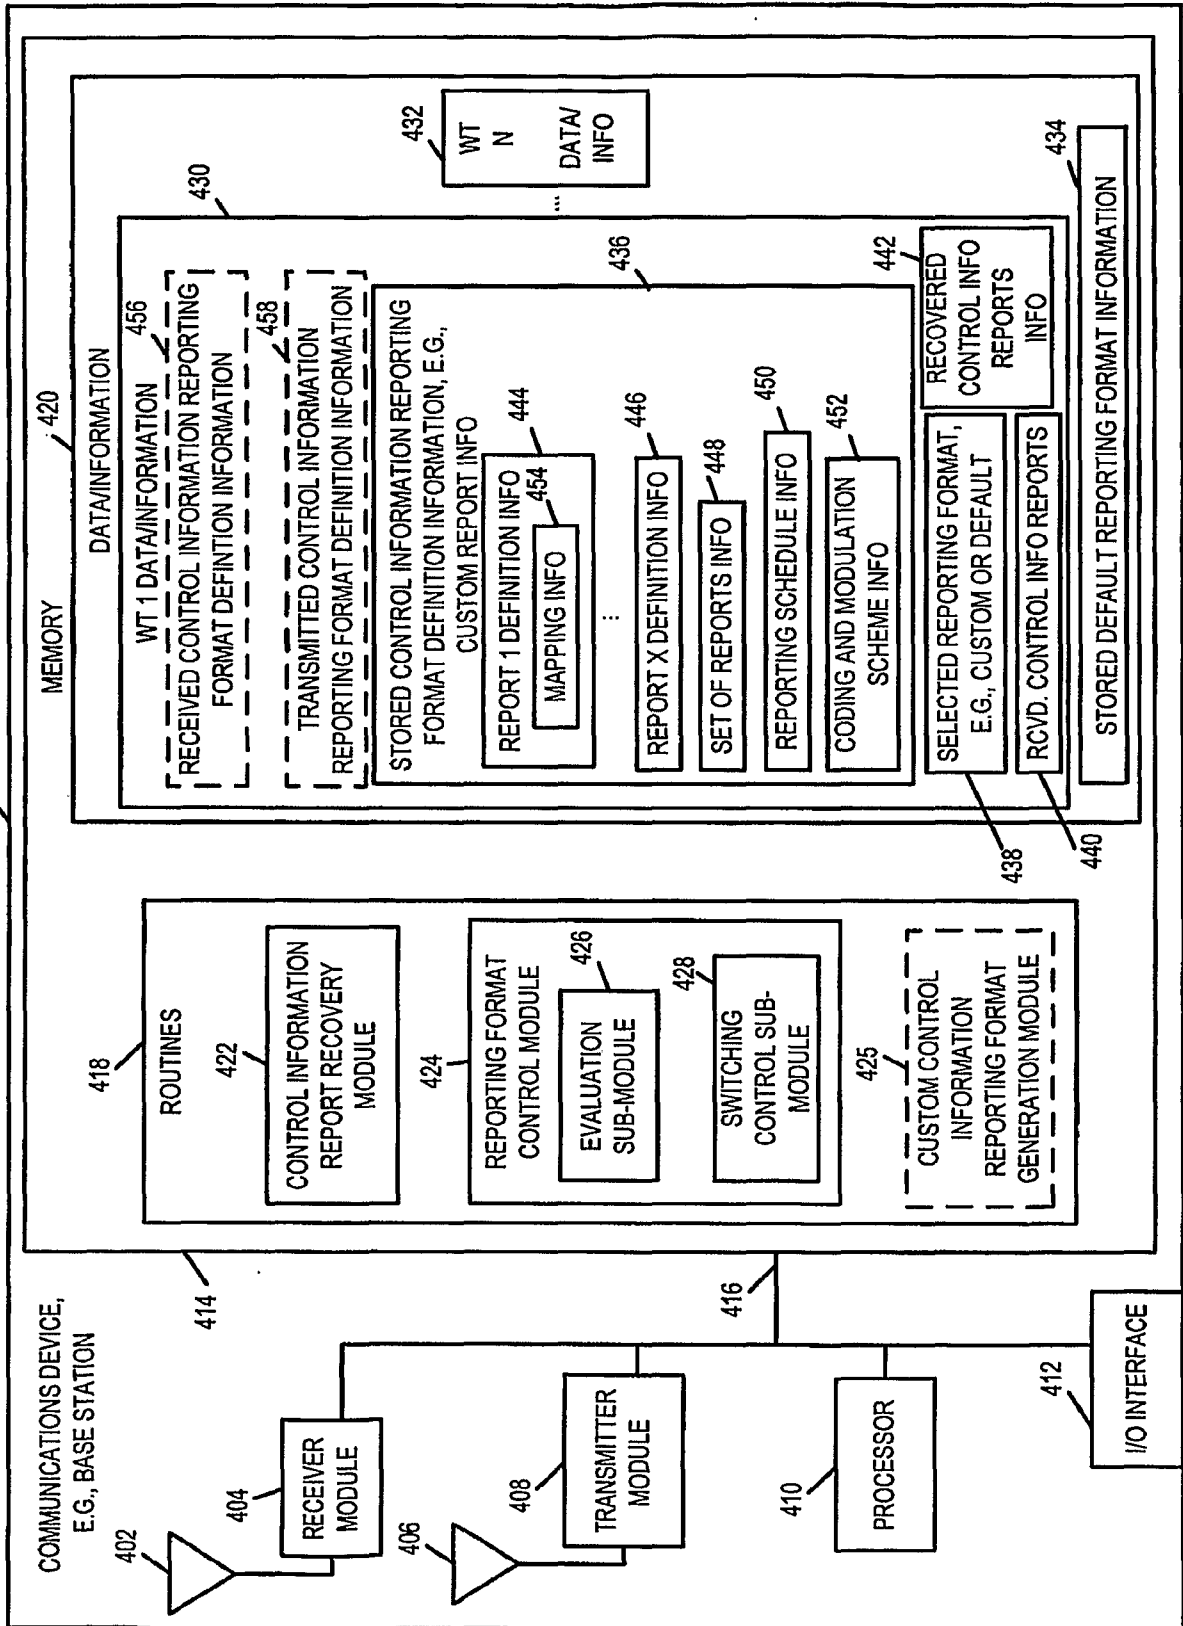 COMMUNICATIONS DEVICE,
E.G., BASE STATION
402
404
RECEIVER
MODULE
406
408
TRANSMITTER
MODULE
410
PROCESSOR
412
I/O INTERFACE
414
416
MEMORY
420
418
ROUTINES
422
CONTROL INFORMATION
REPORT RECOVERY
MODULE
424
REPORTING FORMAT
CONTROL MODULE
426
EVALUATION
SUB-MODULE
428
SWITCHING
CONTROL SUB-
MODULE
425
CUSTOM CONTROL
INFORMATION
REPORTING FORMAT
GENERATION MODULE
DATA/INFORMATION
430
WT 1 DATA/INFORMATION
456
RECEIVED CONTROL INFORMATION REPORTING
FORMAT DEFINTION INFORMATION
458
TRANSMITTED CONTROL INFORMATION
REPORTING FORMAT DEFINITION INFORMATION
436
STORED CONTROL INFORMATION REPORTING
FORMAT DEFINITION INFORMATION, E.G.,
CUSTOM REPORT INFO
444
REPORT 1 DEFINITION INFO
454
MAPPING INFO
...
446
REPORT X DEFINITION INFO
448
SET OF REPORTS INFO
450
REPORTING SCHEDULE INFO
452
CODING AND MODULATION
SCHEME INFO
438
SELECTED REPORTING FORMAT,
E.G., CUSTOM OR DEFAULT
442
RECOVERED
CONTROL INFO
REPORTS
INFO
440
RCVD. CONTROL INFO REPORTS
...
432
WT
N
DATA/
INFO
434
STORED DEFAULT REPORTING FORMAT INFORMATION